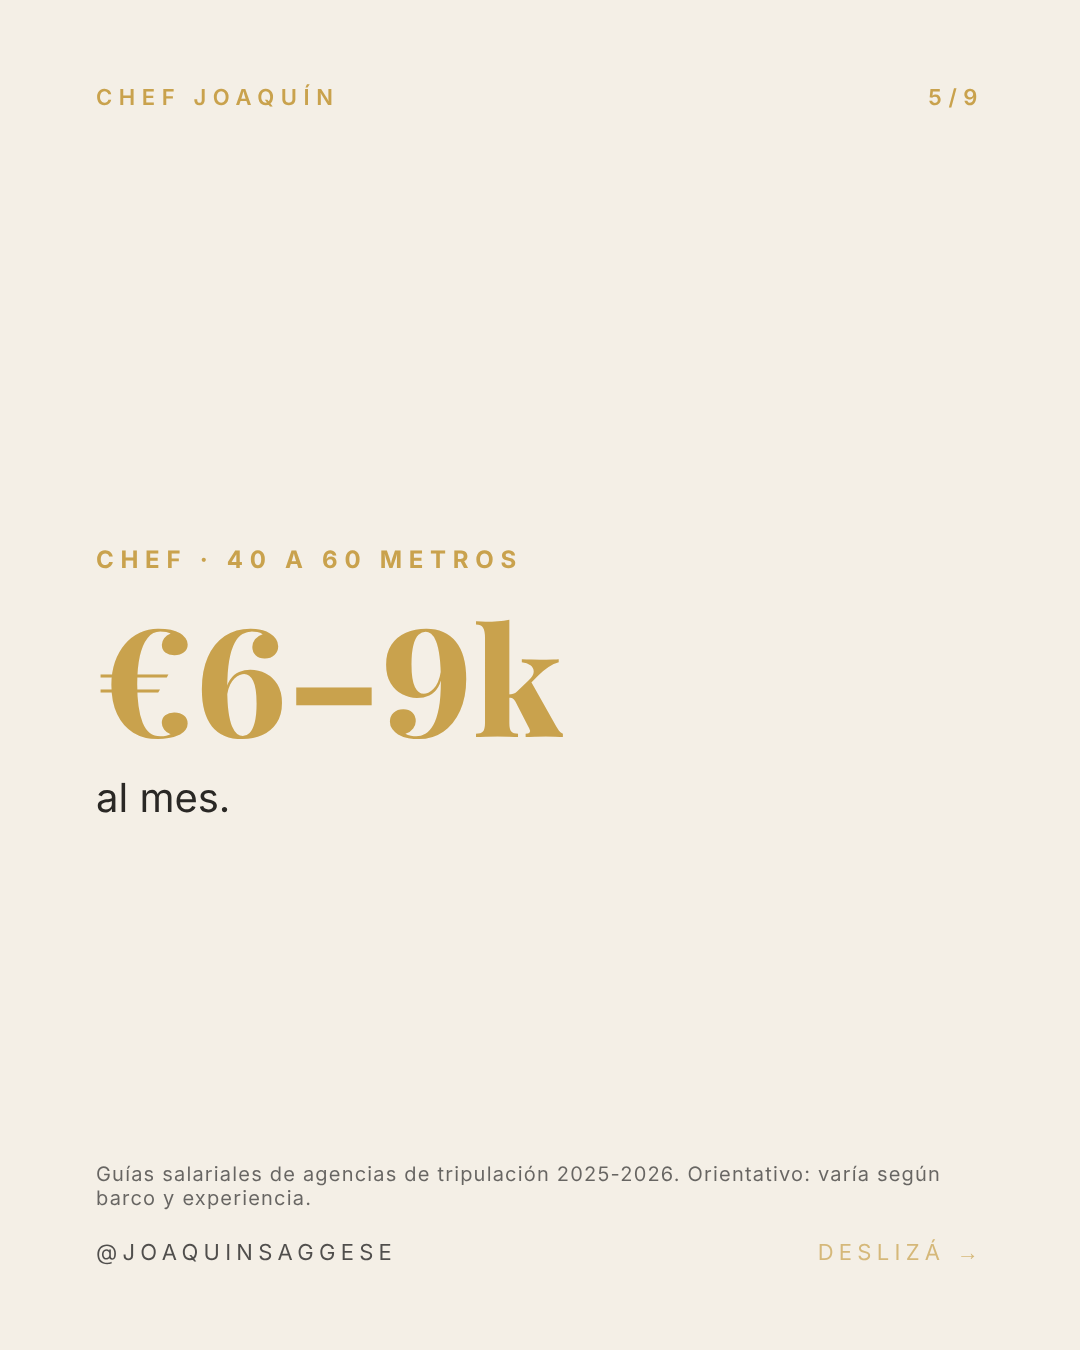 CHEF JOAQUÍN
5/9
CHEF · 40 A 60 METROS
€6–9k
al mes.
Guías salariales de agencias de tripulación 2025-2026. Orientativo: varía según
barco y experiencia.
@JOAQUINSAGGESE
DESLIZÁ →